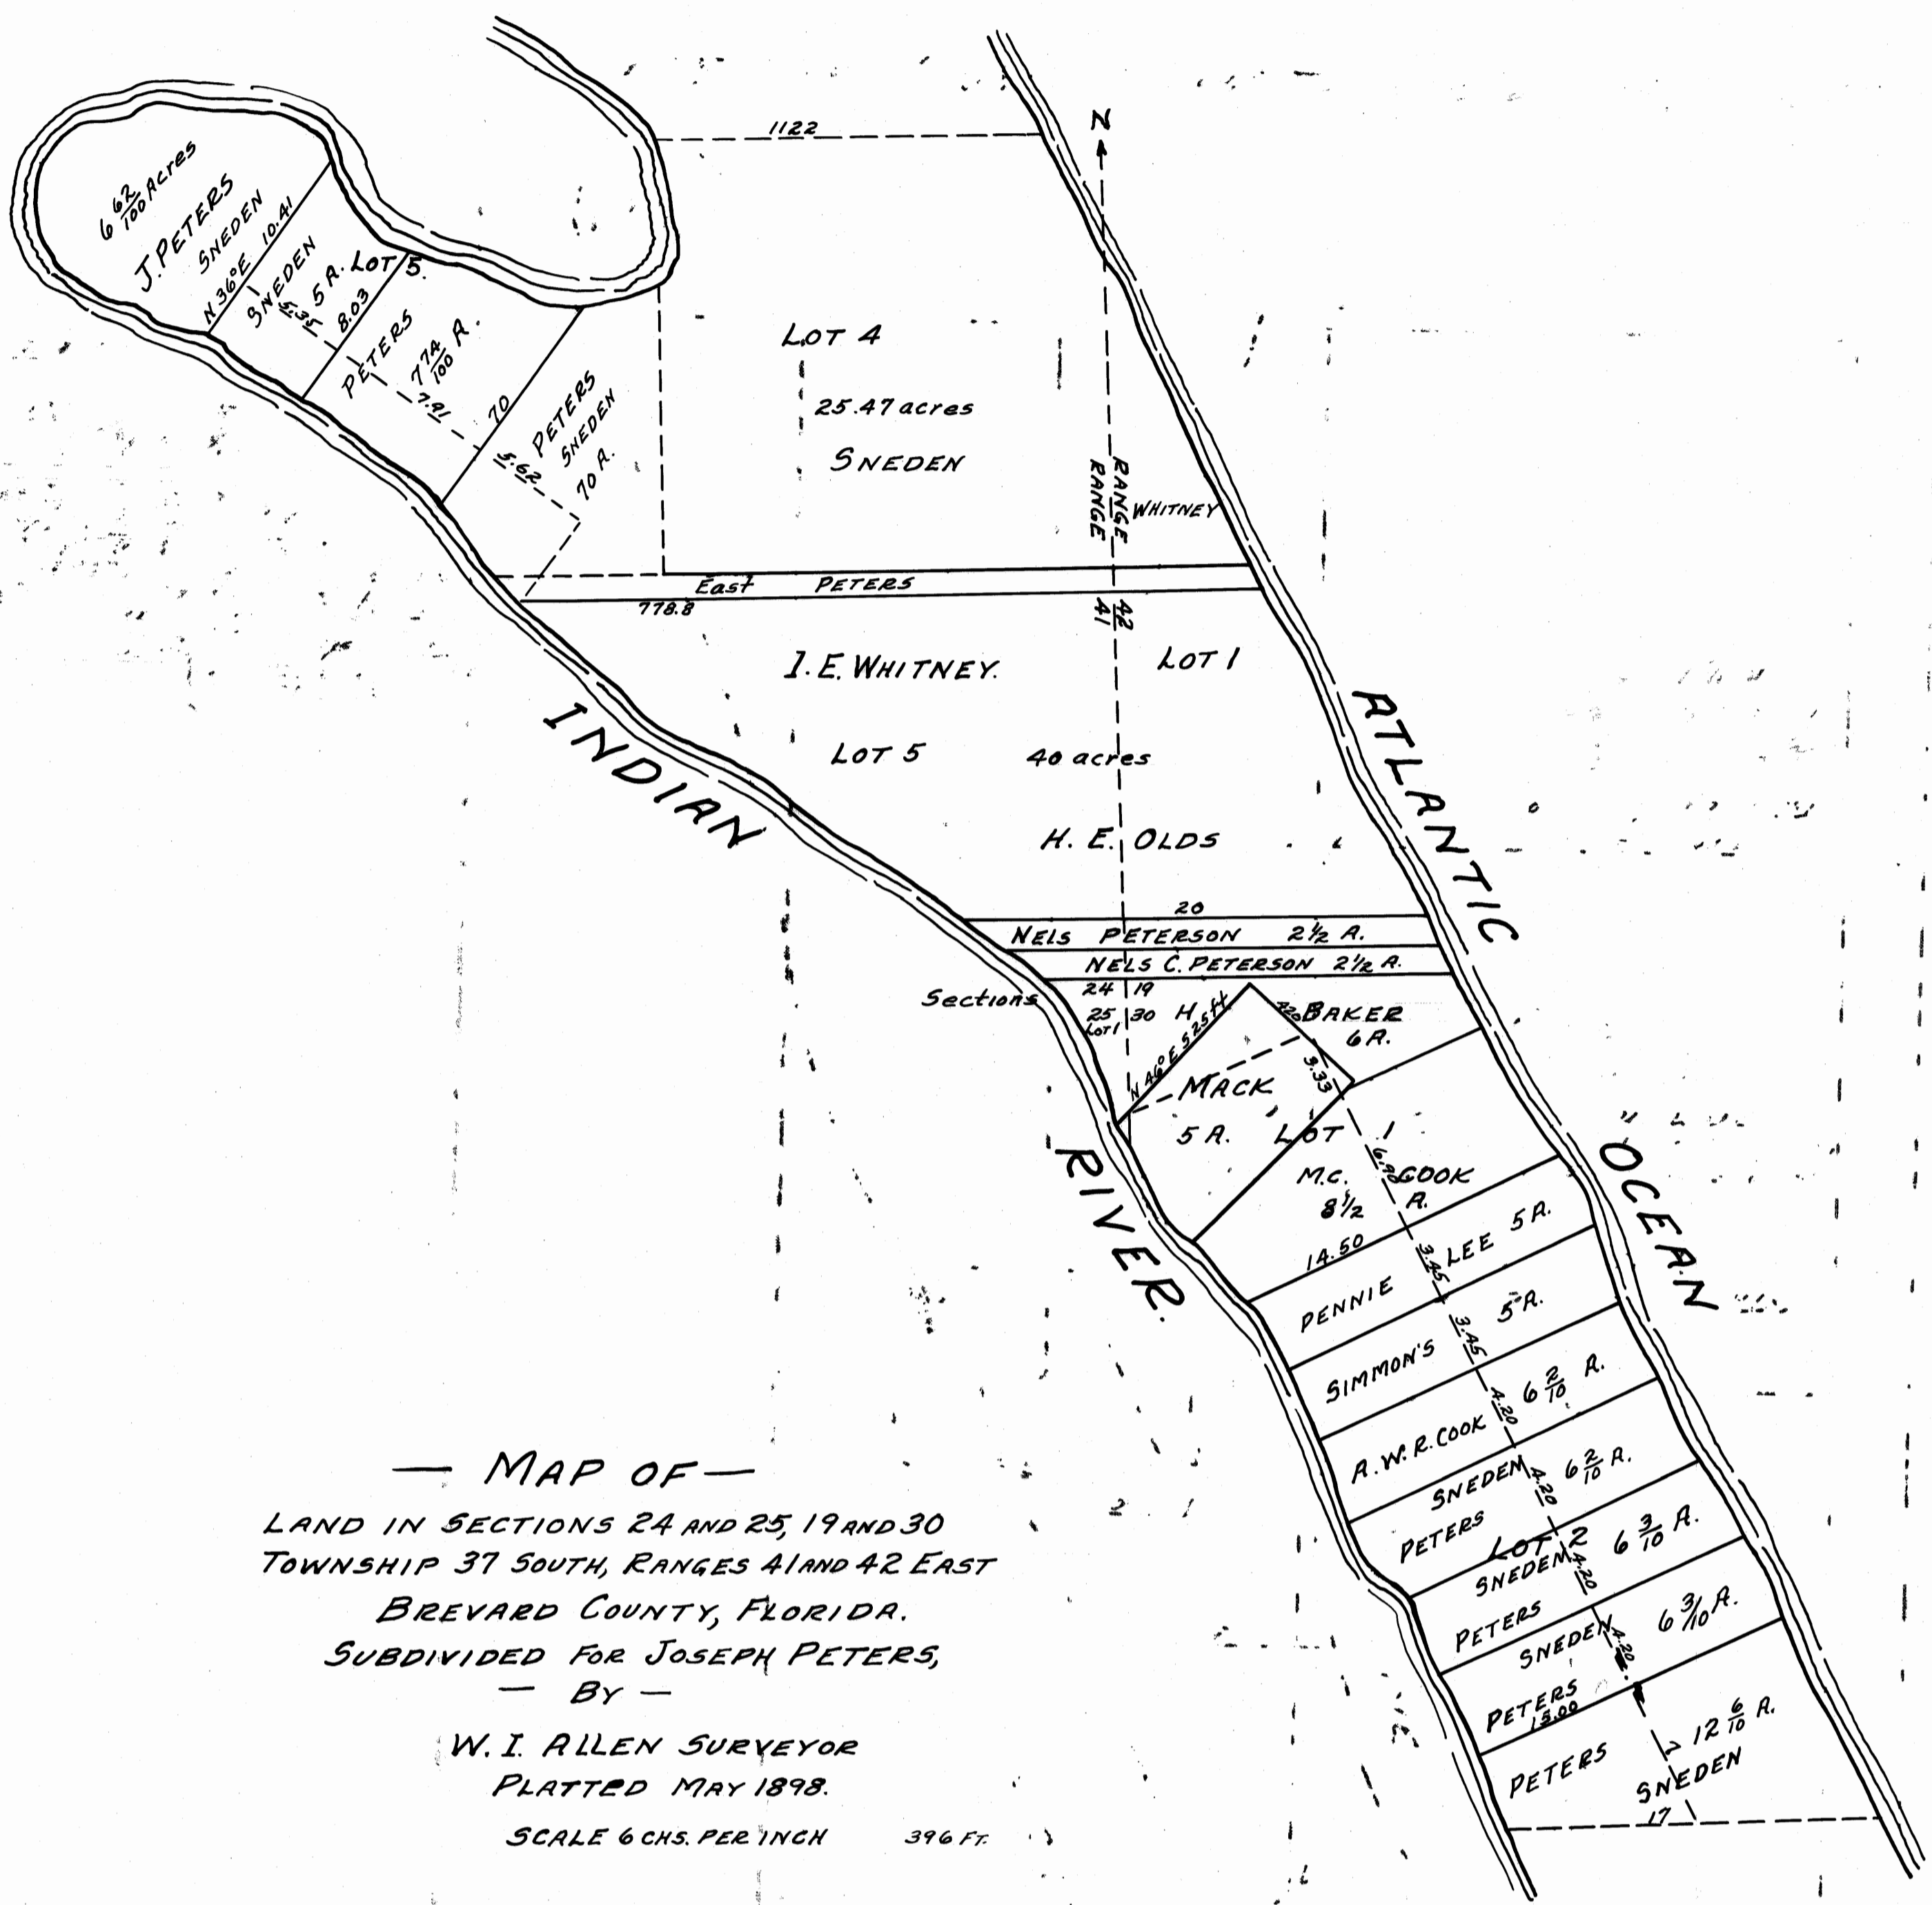 1122
N
6 62/100 Acres
J. PETERS
SNEDEN
N 36° E 10.41
SNEDEN
5 A. LOT 5.
5.35
8.03
PETERS
7 74/100 A.
7.91
70
PETERS
SNEDEN
70 A.
5.62
LOT 4
25.47 acres
SNEDEN
RANGE
RANGE
WHITNEY
East PETERS
778.8
42
41
I. E. WHITNEY.
LOT 1
LOT 5
40 acres
H. E. OLDS
INDIAN
RIVER.
ATLANTIC
OCEAN
20
NELS PETERSON 2½ A.
NELS C. PETERSON 2½ A.
Sections
24 19
25 30
LOT 1
H
N 46° E 525 ft
BAKER
6 A.
3.33
MACK
5 A.
LOT 1
M.C. COOK
8½ A.
14.50
PENNIE LEE 5 A.
3.45
SIMMON'S 5 A.
3.45
A. W. R. COOK 6 2/10 A.
4.20
SNEDEN 6 2/10 A.
4.20
PETERS
LOT 2
SNEDEN 6 3/10 A.
4.20
PETERS
SNEDEN 6 3/10 A.
4.20
PETERS
15.00
PETERS
12 6/10 A.
SNEDEN
17
— MAP OF —
LAND IN SECTIONS 24 AND 25, 19 AND 30
TOWNSHIP 37 SOUTH, RANGES 41 AND 42 EAST
BREVARD COUNTY, FLORIDA.
SUBDIVIDED FOR JOSEPH PETERS,
— BY —
W. I. ALLEN SURVEYOR
PLATTED MAY 1898.
SCALE 6 CHS. PER INCH 396 FT.